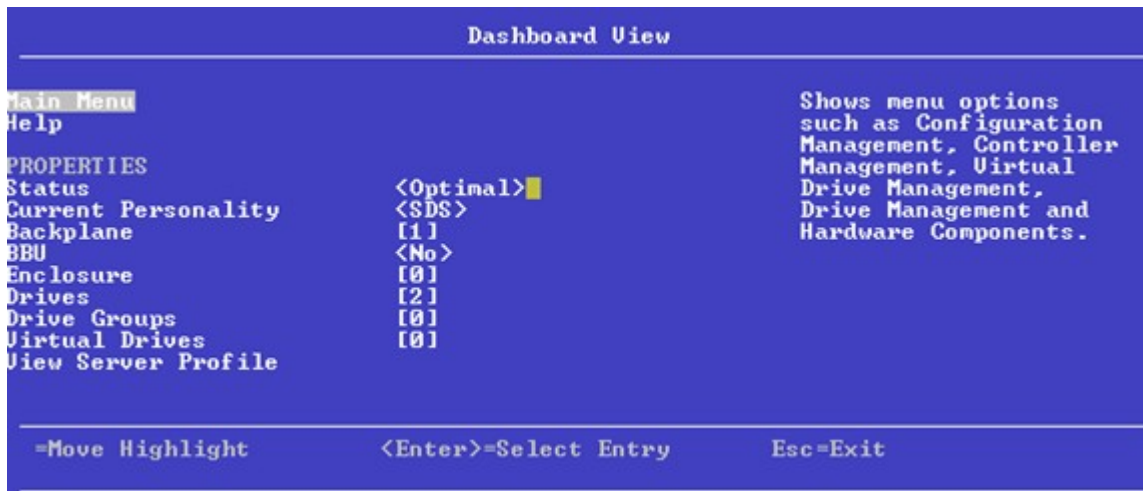 Dashboard View
Main Menu
Help
PROPERTIES
Status <Optimal>
Current Personality <SDS>
Backplane [1]
BBU <No>
Enclosure [0]
Drives [2]
Drive Groups [0]
Virtual Drives [0]
View Server Profile
Shows menu options
such as Configuration
Management, Controller
Management, Virtual
Drive Management,
Drive Management and
Hardware Components.
=Move Highlight <Enter>=Select Entry Esc=Exit